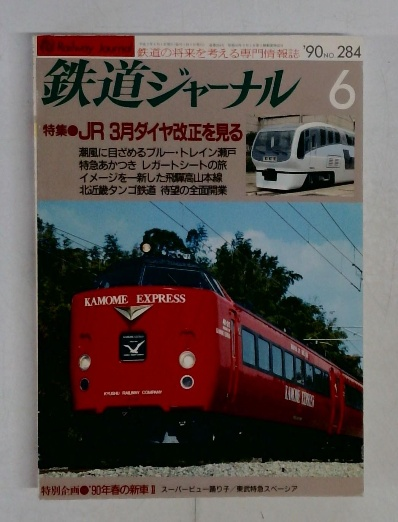 Railway Journal
鉄道の将来を考える専門情報誌 '90 NO.284
鉄道ジャーナル 6
特集●JR 3月ダイヤ改正を見る
潮風に目ざめるブルー・トレイン瀬戸
特急あかつき レガートシートの旅
イメージを一新した飛騨高山本線
北近畿タンゴ鉄道 待望の全面開業
KAMOME EXPRESS
KYUSHU RAILWAY COMPANY
KAMOME EXPRESS
特別企画●'90年春の新車 II スーパービュー踊り子/東武特急スペーシア